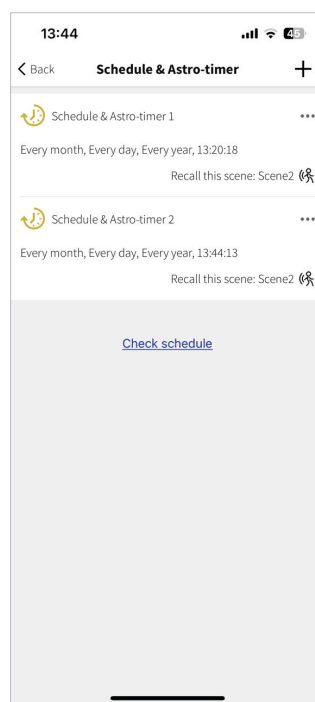 13:44
45
Back
Schedule & Astro-timer
Schedule & Astro-timer 1
Every month, Every day, Every year, 13:20:18
Recall this scene: Scene2
Schedule & Astro-timer 2
Every month, Every day, Every year, 13:44:13
Recall this scene: Scene2
Check schedule